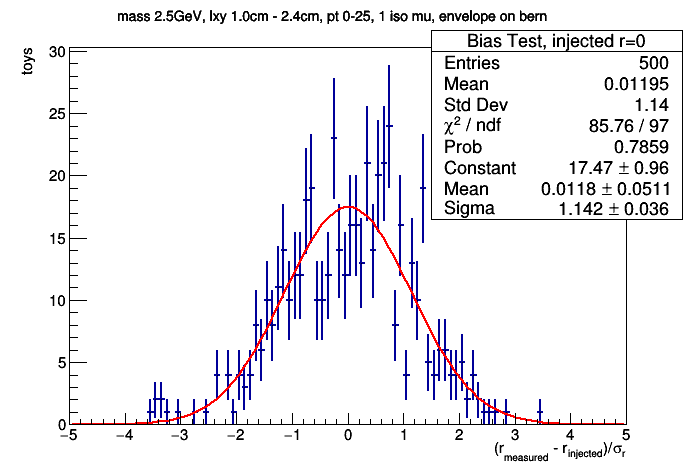 mass 2.5GeV, lxy 1.0cm - 2.4cm, pt 0-25, 1 iso mu, envelope on bern
toys
Bias Test, injected r=0
Entries 500
Mean 0.01195
Std Dev 1.14
χ² / ndf 85.76 / 97
Prob 0.7859
Constant 17.47 ± 0.96
Mean 0.0118 ± 0.0511
Sigma 1.142 ± 0.036
30
25
20
15
10
5
0
−5 −4 −3 −2 −1 0 1 2 3 4 5
(r_measured - r_injected)/σ_r